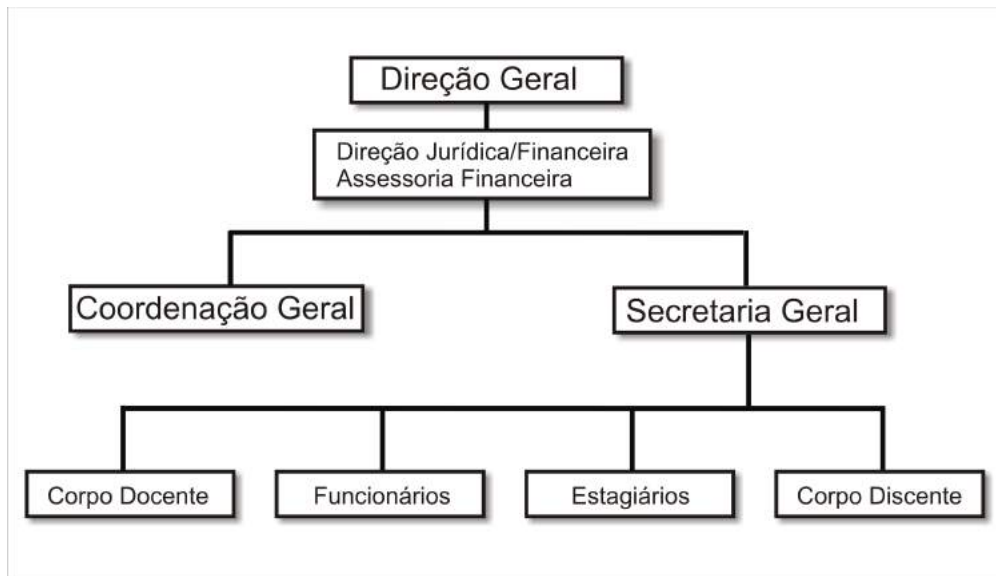 Direção Geral
Direção Jurídica/Financeira
Assessoria Financeira
Coordenação Geral
Secretaria Geral
Corpo Docente
Funcionários
Estagiários
Corpo Discente